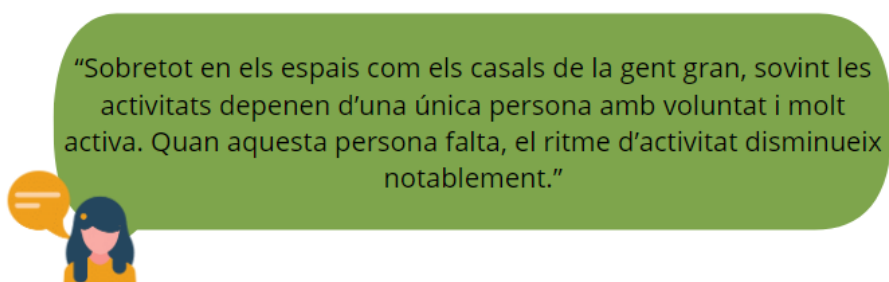 “Sobretot en els espais com els casals de la gent gran, sovint les
activitats depenen d’una única persona amb voluntat i molt
activa. Quan aquesta persona falta, el ritme d’activitat disminueix
notablement.”